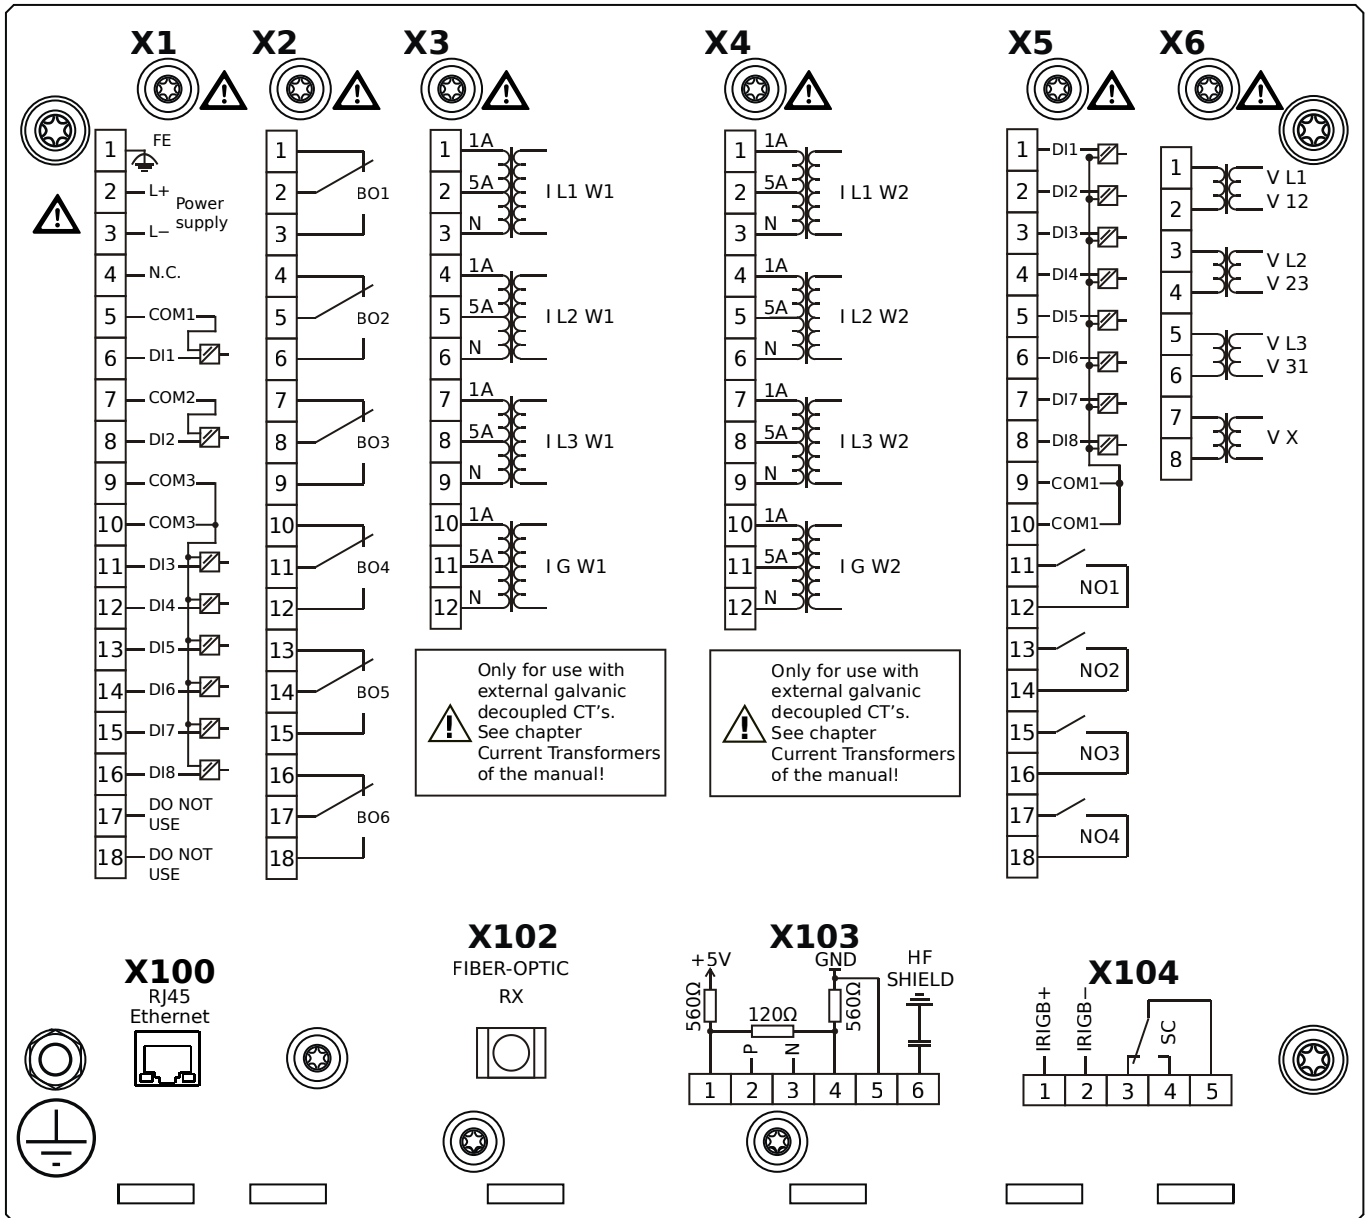 X1 X2 X3 X4 X5 X6
1 FE
2 L+
Power
supply
3 L−
4 N.C.
5 COM1
6 DI1
7 COM2
8 DI2
9 COM3
10 COM3
11 DI3
12 DI4
13 DI5
14 DI6
15 DI7
16 DI8
17 DO NOT
USE
18 DO NOT
USE
1
2 BO1
3
4
5 BO2
6
7
8 BO3
9
10
11 BO4
12
13
14 BO5
15
16
17 BO6
18
1 1A
2 5A I L1 W1
3 N
4 1A
5 5A I L2 W1
6 N
7 1A
8 5A I L3 W1
9 N
10 1A
11 5A I G W1
12 N
Only for use with
external galvanic
decoupled CT's.
See chapter
Current Transformers
of the manual!
1 1A
2 5A I L1 W2
3 N
4 1A
5 5A I L2 W2
6 N
7 1A
8 5A I L3 W2
9 N
10 1A
11 5A I G W2
12 N
Only for use with
external galvanic
decoupled CT's.
See chapter
Current Transformers
of the manual!
1 DI1
2 DI2
3 DI3
4 DI4
5 DI5
6 DI6
7 DI7
8 DI8
9 COM1
10 COM1
11
NO1
12
13
NO2
14
15
NO3
16
17
NO4
18
1 V L1
2 V 12
3 V L2
4 V 23
5 V L3
6 V 31
7
V X
8
X100
RJ45
Ethernet
X102
FIBER-OPTIC
RX
X103
+5V GND HF
SHIELD
560Ω 120Ω 560Ω
P N
1 2 3 4 5 6
X104
IRIGB+ IRIGB− SC
1 2 3 4 5